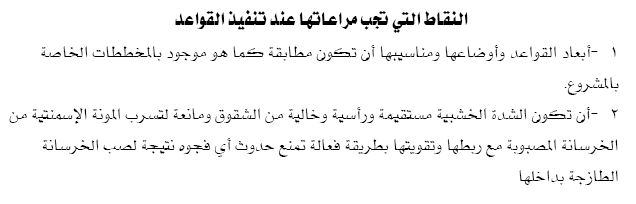 النقاط التي تجب مراعاتها عند تنفيذ القواعد
١ -أبعاد القواعد وأوضاعها ومناسيبها أن تكون مطابقة كما هو موجود بالمخططات الخاصة
بالمشروع.
٢ -أن تكون الشدة الخشبية مستقيمة ورأسية وخالية من الشقوق ومانعة لتسرب المونة الإسمنتية من
الخرسانة المصبوبة مع ربطها وتقويتها بطريقة فعالة تمنع حدوث أي فجوه نتيجة لصب الخرسانة
الطازجة بداخلها